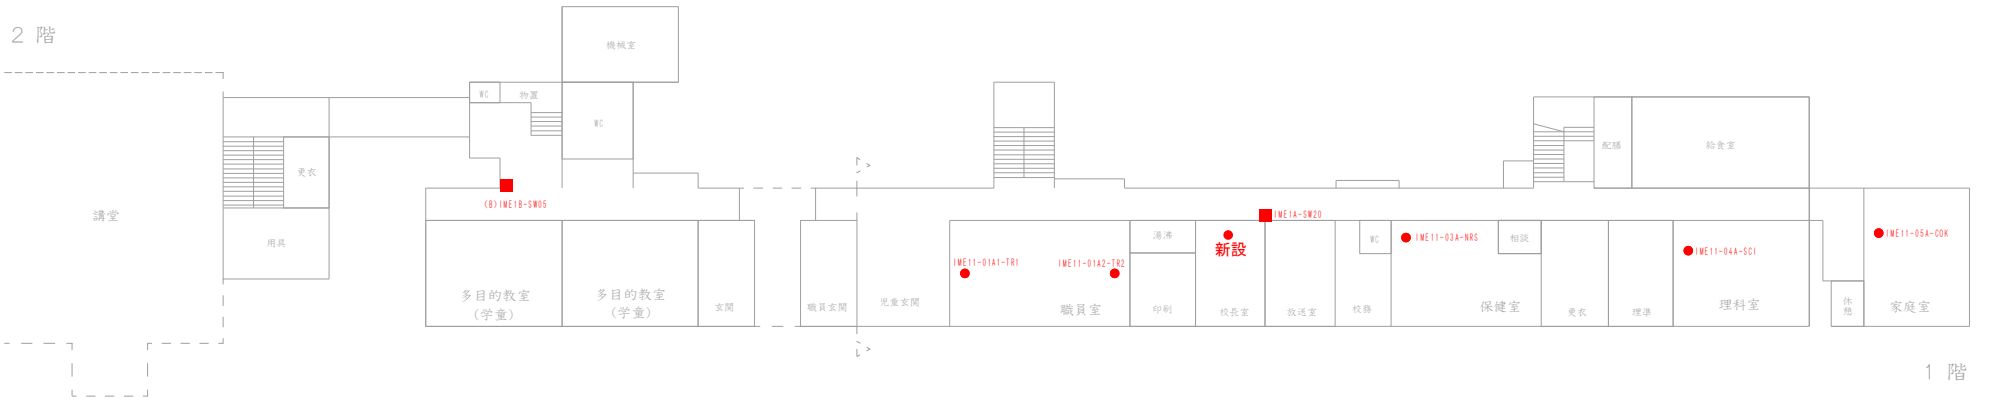 2 階
機械室
WC
物置
WC
更衣
講堂
用具
(B)IME1B-SW05
多目的教室
(学童)
多目的教室
(学童)
玄関
職員玄関
児童玄関
IME11-01A1-TR1
IME11-01A2-TR2
職員室
湯沸
印刷
新設
校長室
IME1A-SW20
放送室
WC
校務
IME11-03A-NRS
相談
保健室
更衣
理準
配膳
給食室
IME11-04A-SCI
理科室
IME11-05A-COK
休
憩
家庭室
1 階